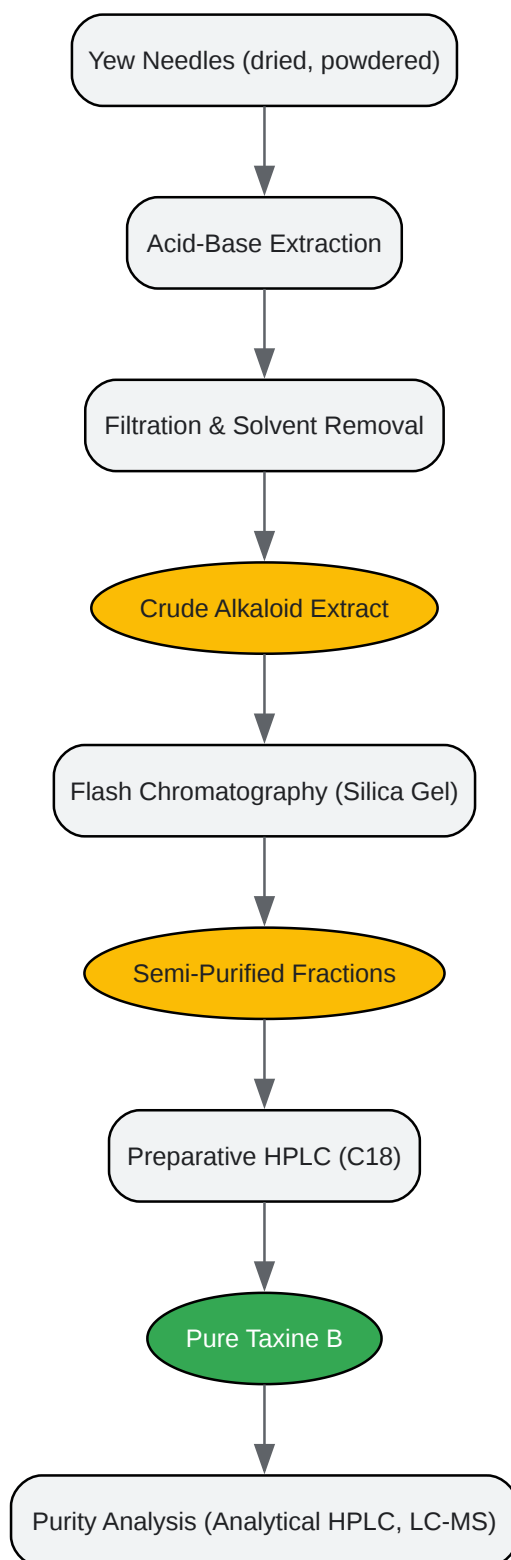 Yew Needles (dried, powdered)
Acid-Base Extraction
Filtration & Solvent Removal
Crude Alkaloid Extract
Flash Chromatography (Silica Gel)
Semi-Purified Fractions
Preparative HPLC (C18)
Pure Taxine B
Purity Analysis (Analytical HPLC, LC-MS)